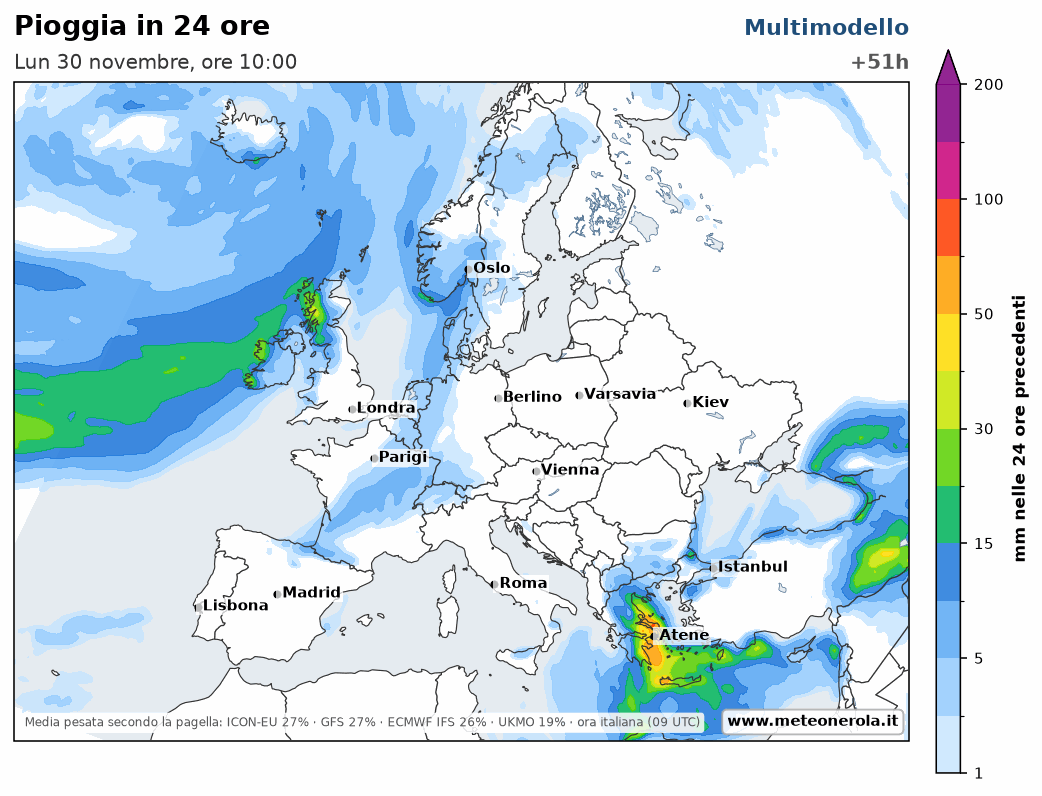 Pioggia in 24 ore
Multimodello
Lun 30 novembre, ore 10:00
+51h
200
100
50
30
15
5
1
mm nelle 24 ore precedenti
Oslo
Berlino
Varsavia
Kiev
Londra
Parigi
Vienna
Istanbul
Roma
Madrid
Lisbona
Atene
Media pesata secondo la pagella: ICON-EU 27% · GFS 27% · ECMWF IFS 26% · UKMO 19% · ora italiana (09 UTC)
www.meteonerola.it